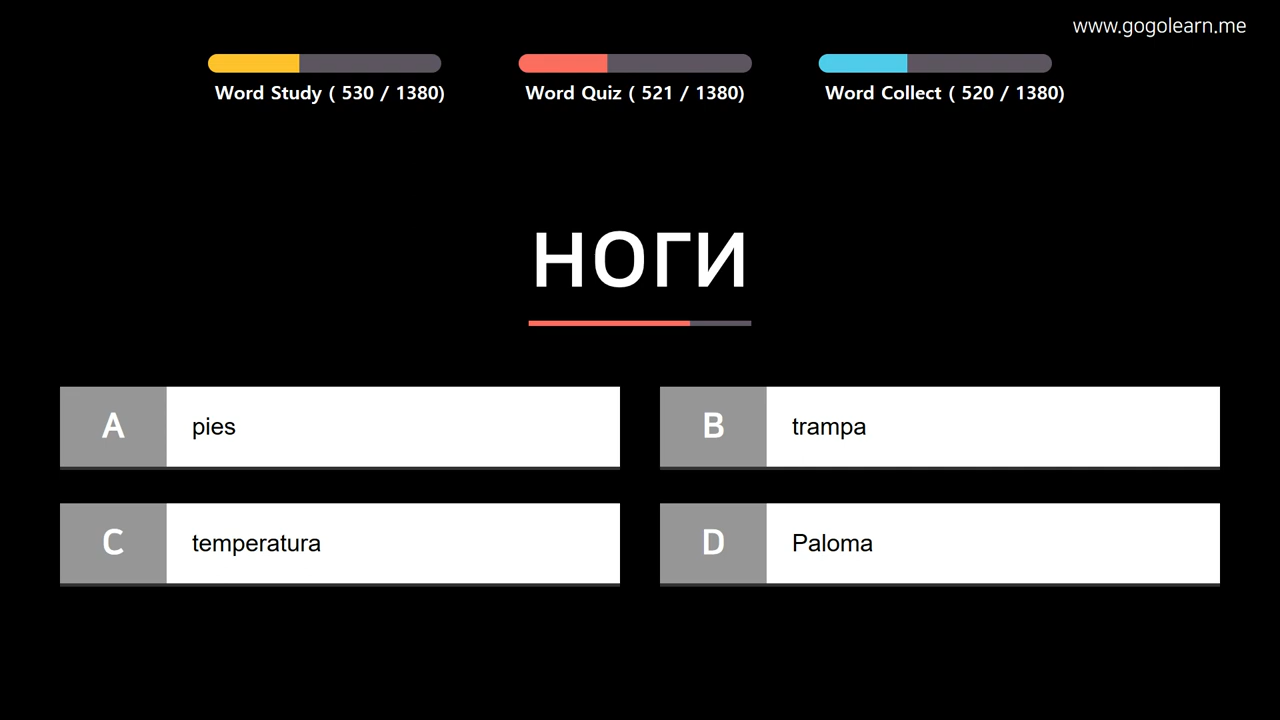 www.gogolearn.me
Word Study ( 530 / 1380)
Word Quiz ( 521 / 1380)
Word Collect ( 520 / 1380)
НОГИ
A pies
B trampa
C temperatura
D Paloma